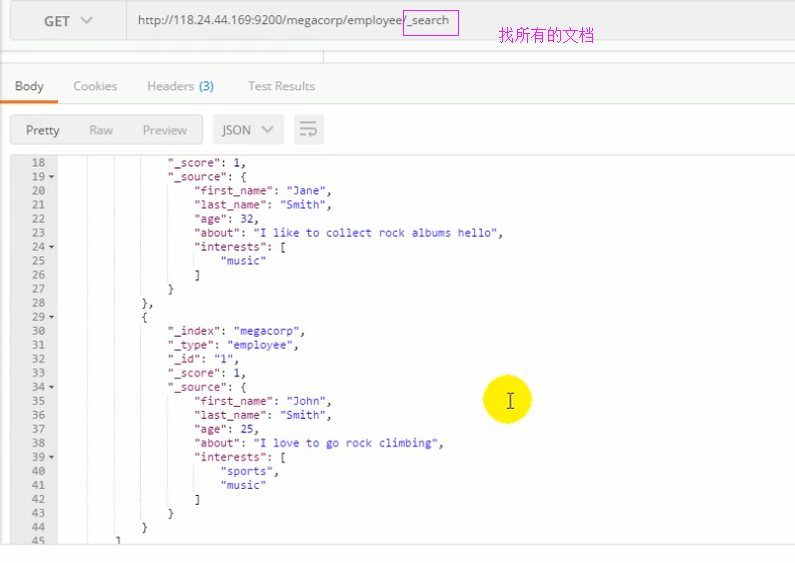 GET http://118.24.44.169:9200/megacorp/employee/_search
找所有的文档
Body Cookies Headers (3) Test Results
Pretty Raw Preview JSON
18 "_score": 1,
19 "_source": {
20 "first_name": "Jane",
21 "last_name": "Smith",
22 "age": 32,
23 "about": "I like to collect rock albums hello",
24 "interests": [
25 "music"
26 ]
27 }
28 },
29 {
30 "_index": "megacorp",
31 "_type": "employee",
32 "_id": "1",
33 "_score": 1,
34 "_source": {
35 "first_name": "John",
36 "last_name": "Smith",
37 "age": 25,
38 "about": "I love to go rock climbing",
39 "interests": [
40 "sports",
41 "music"
42 ]
43 }
44 }
45 ]